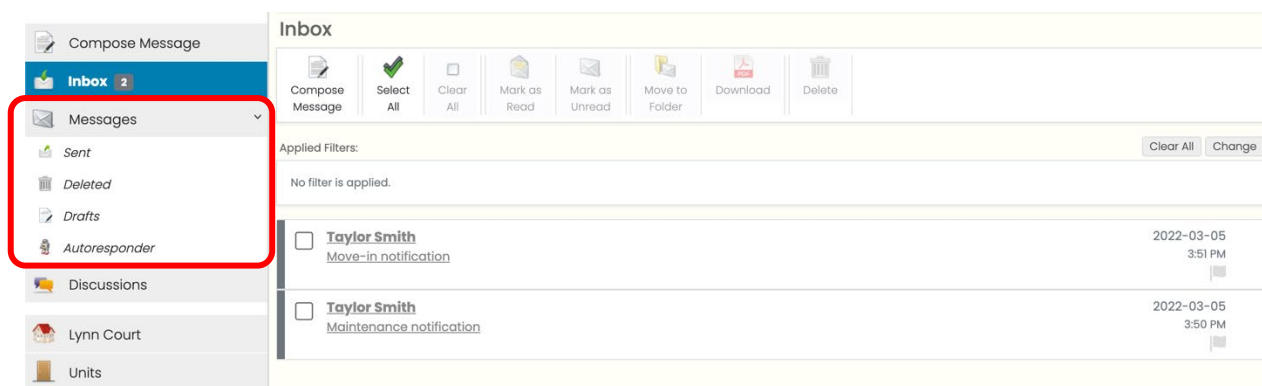 Compose Message
Inbox 2
Messages
Sent
Deleted
Drafts
Autoresponder
Discussions
Lynn Court
Units
Inbox
Compose Message
Select All
Clear All
Mark as Read
Mark as Unread
Move to Folder
Download
Delete
Applied Filters:
Clear All Change
No filter is applied.
Taylor Smith 2022-03-05
Move-in notification 3:51 PM
Taylor Smith 2022-03-05
Maintenance notification 3:50 PM